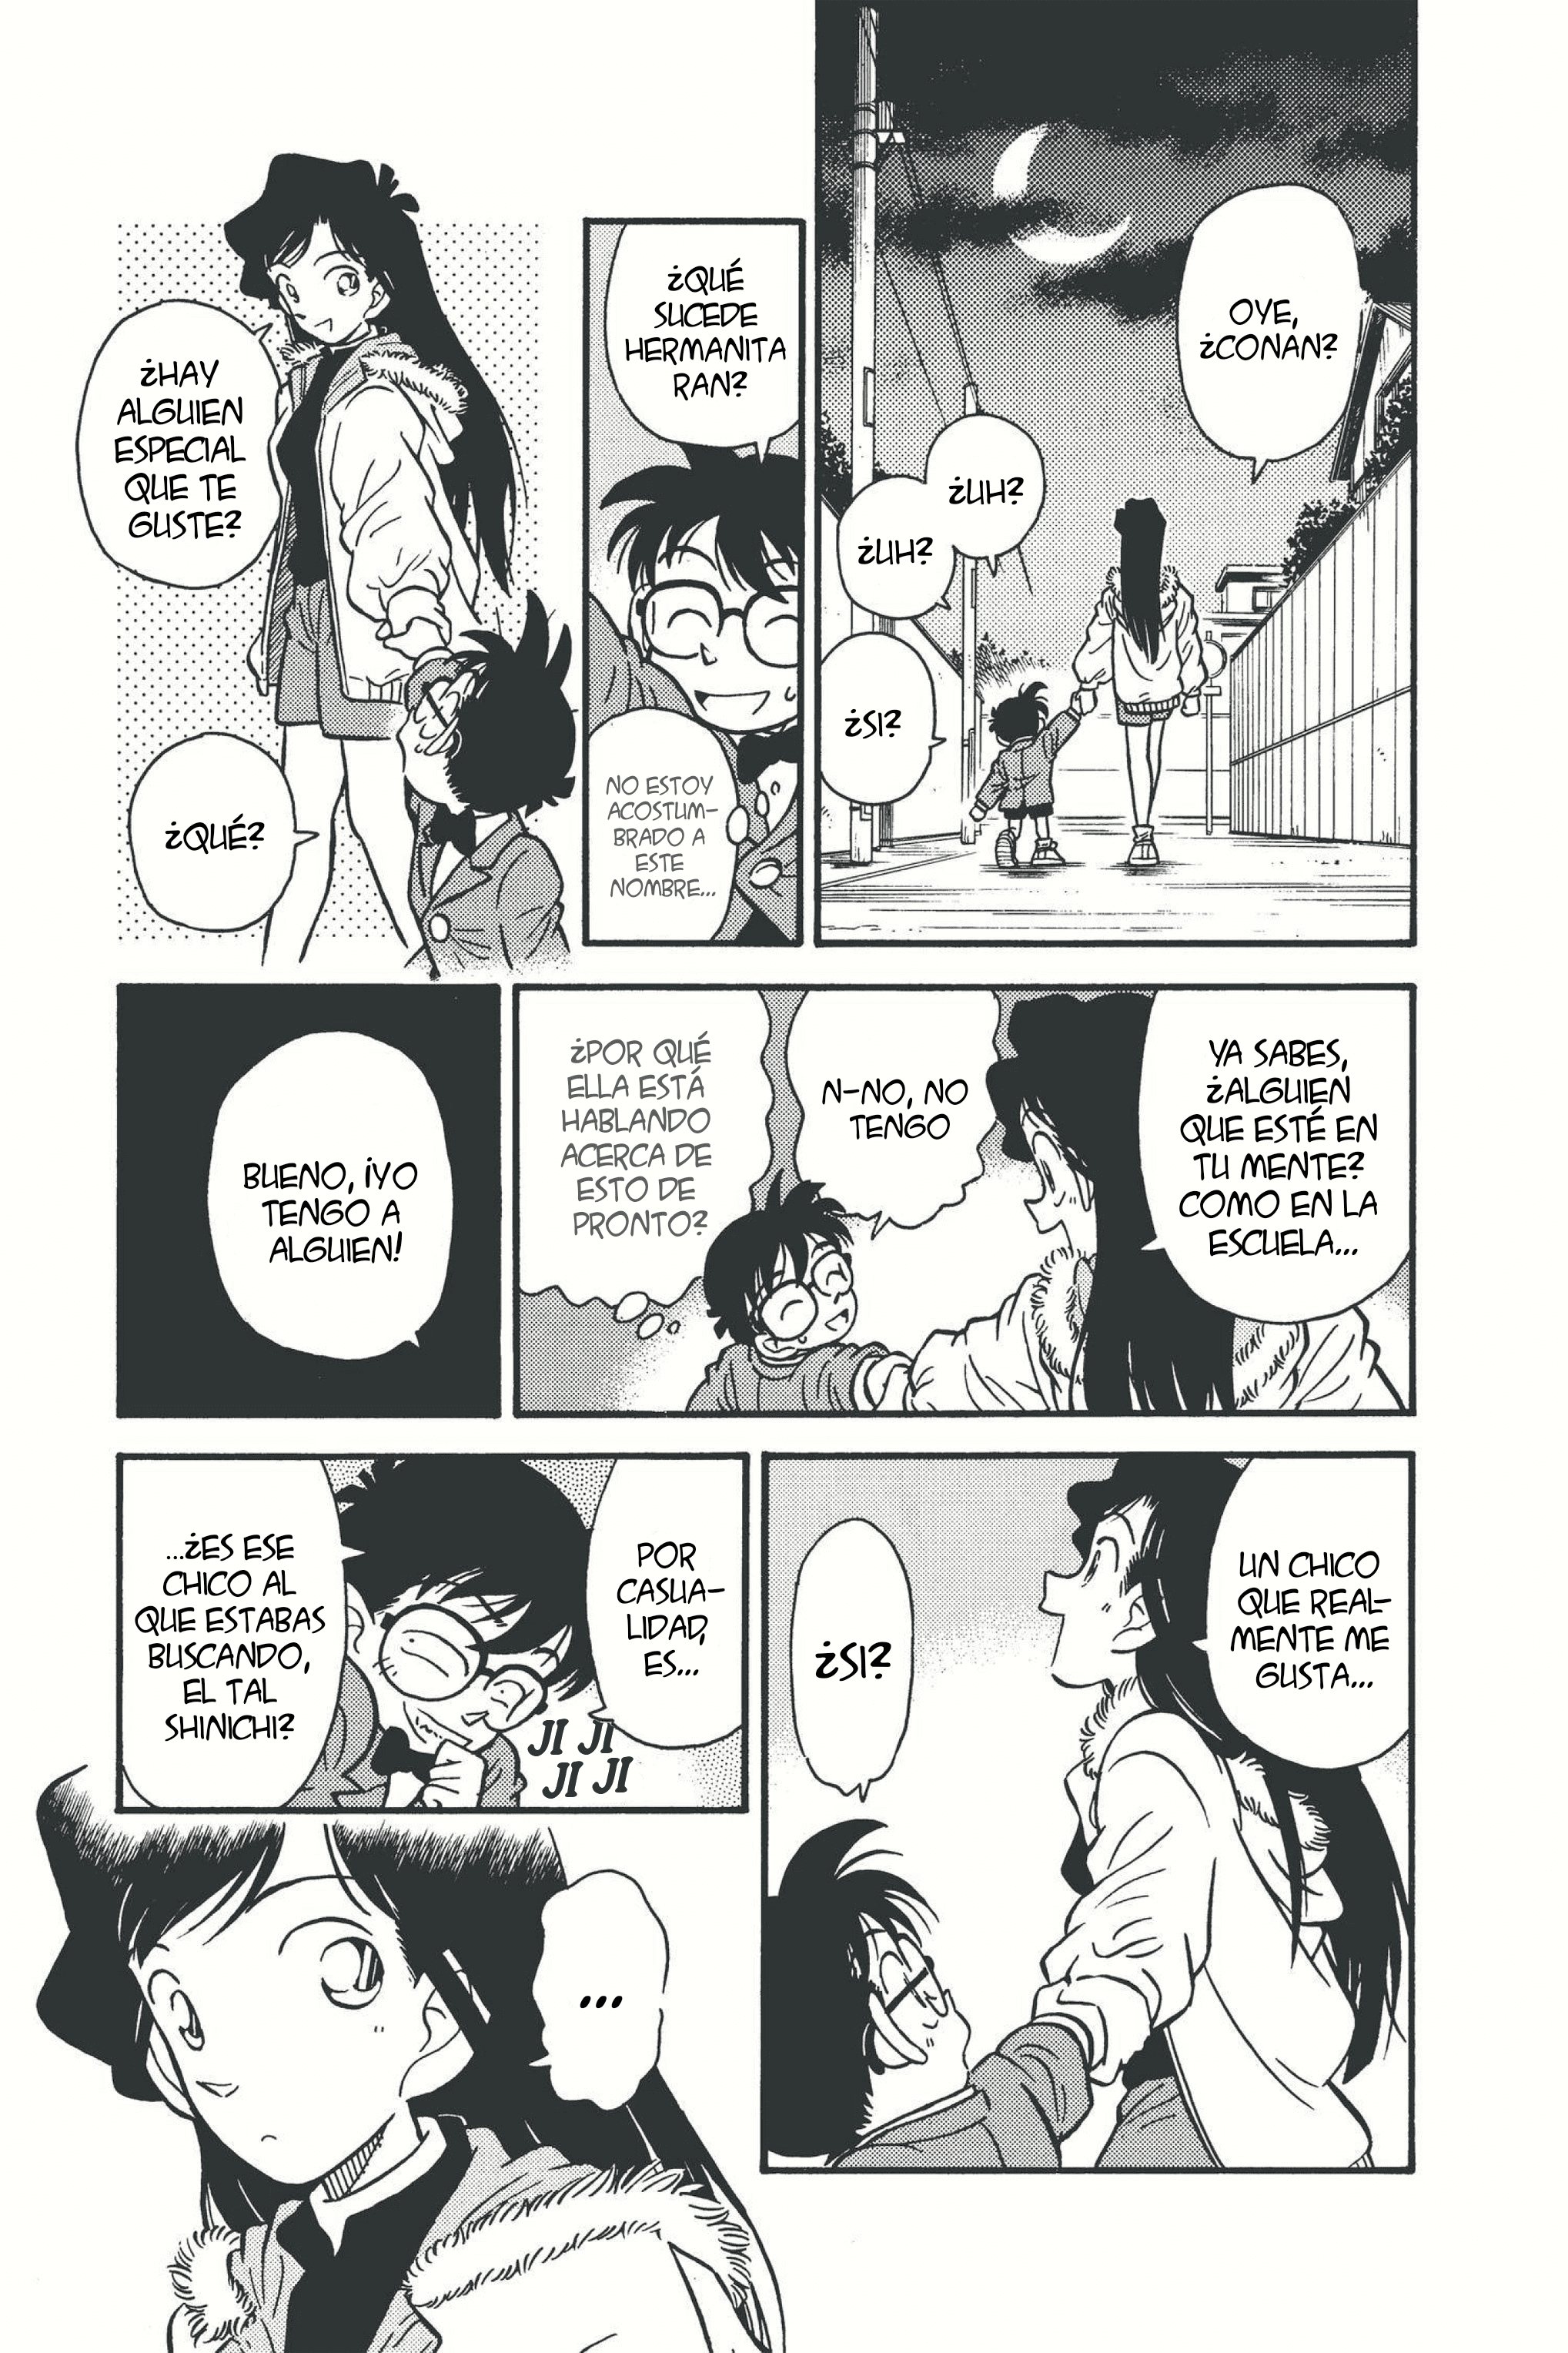 OYE,
¿CONAN?
¿UH?
¿UH?
¿SI?
¿QUÉ
SUCEDE
HERMANITA
RAN?
NO ESTOY
ACOSTUM-
BRADO A
ESTE
NOMBRE...
¿HAY
ALGUIEN
ESPECIAL
QUE TE
GUSTE?
¿QUÉ?
YA SABES,
¿ALGUIEN
QUE ESTÉ EN
TU MENTE?
COMO EN LA
ESCUELA...
N-NO, NO
TENGO
¿POR QUÉ
ELLA ESTÁ
HABLANDO
ACERCA DE
ESTO DE
PRONTO?
BUENO, ¡YO
TENGO A
ALGUIEN!
UN CHICO
QUE REAL-
MENTE ME
GUSTA...
¿SI?
POR
CASUA-
LIDAD,
ES...
JI JI
JI JI
...¿ES ESE
CHICO AL
QUE ESTABAS
BUSCANDO,
EL TAL
SHINICHI?
...